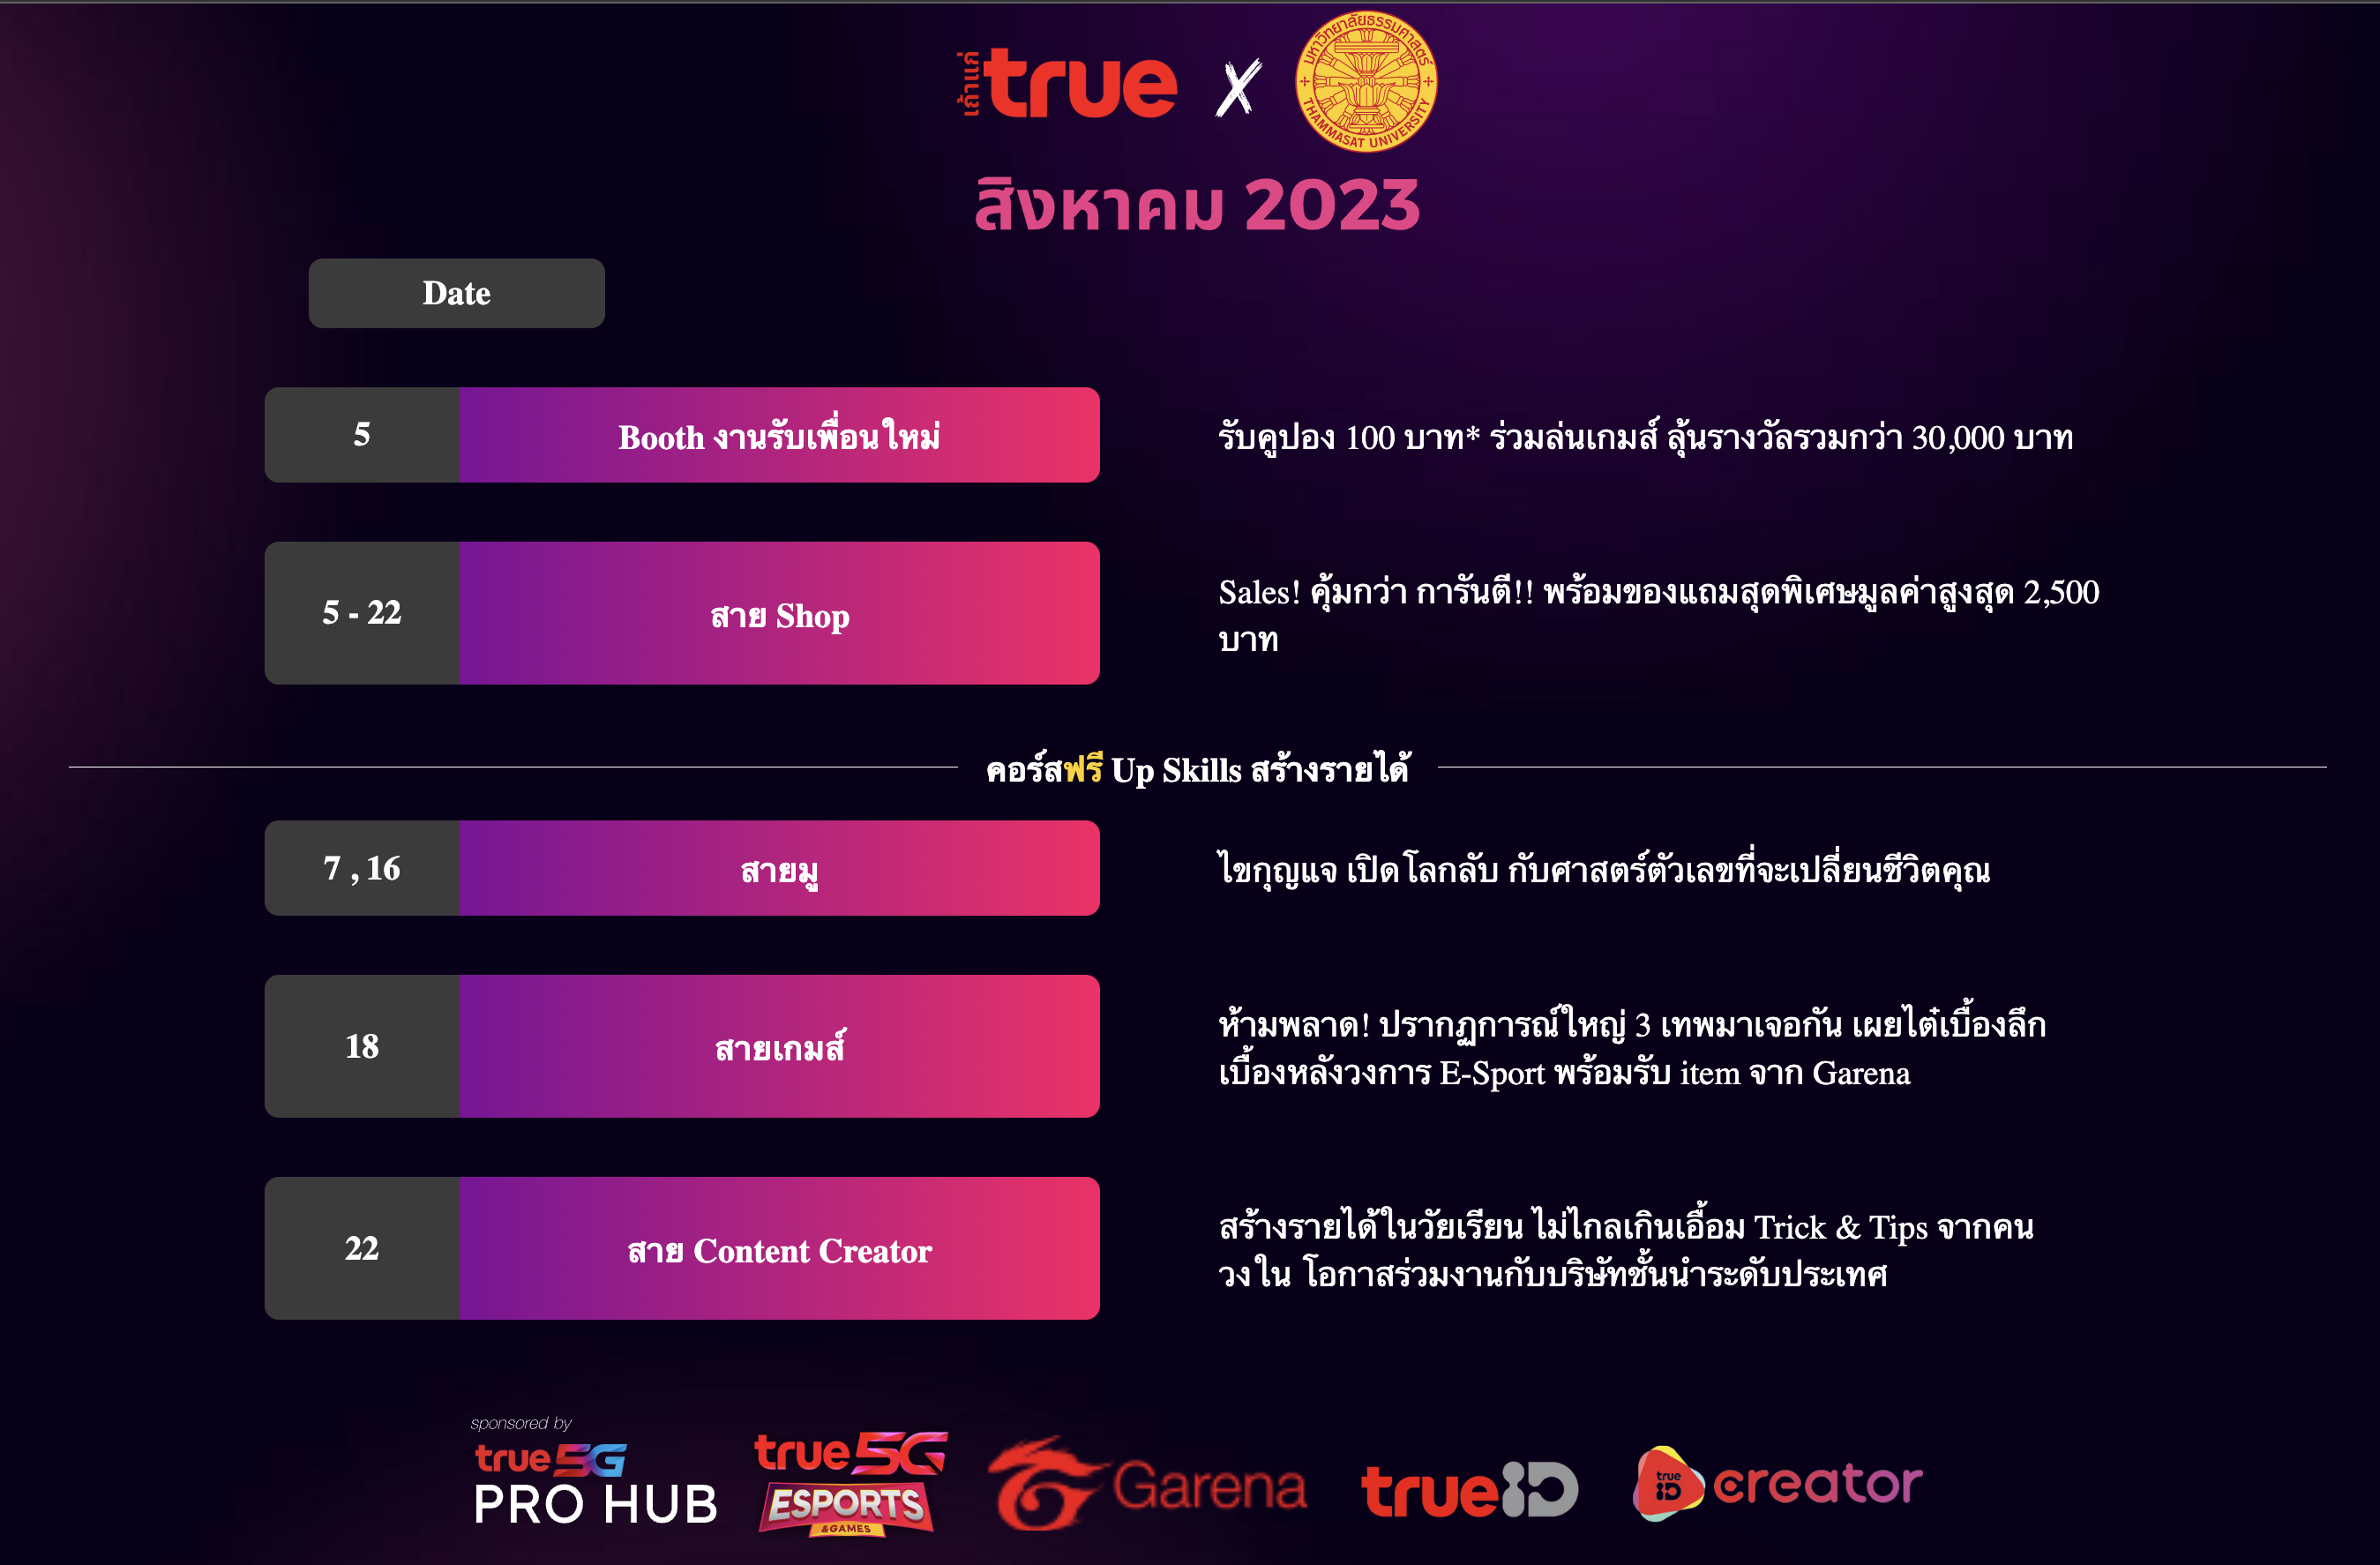 เถ้าแก่ true X มหาวิทยาลัยธรรมศาสตร์ THAMMASAT UNIVERSITY
สิงหาคม 2023
Date
5 Booth งานรับเพื่อนใหม่ รับคูปอง 100 บาท* ร่วมล่นเกมส์ ลุ้นรางวัลรวมกว่า 30,000 บาท
5 - 22 สาย Shop Sales! คุ้มกว่า การันตี!! พร้อมของแถมสุดพิเศษมูลค่าสูงสุด 2,500
บาท
คอร์สฟรี Up Skills สร้างรายได้
7 , 16 สายมู ไขกุญแจ เปิดโลกลับ กับศาสตร์ตัวเลขที่จะเปลี่ยนชีวิตคุณ
18 สายเกมส์ ห้ามพลาด! ปรากฏการณ์ใหญ่ 3 เทพมาเจอกัน เผยไต๋เบื้องลึก
เบื้องหลังวงการ E-Sport พร้อมรับ item จาก Garena
22 สาย Content Creator สร้างรายได้ในวัยเรียน ไม่ไกลเกินเอื้อม Trick & Tips จากคน
วงใน โอกาสร่วมงานกับบริษัทชั้นนำระดับประเทศ
sponsored by
true 5G
PRO HUB
true 5G
ESPORTS
& GAMES
Garena
true iD
true
iD
creator